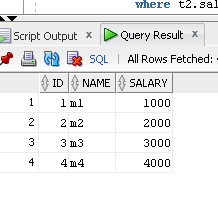 where t2.sal
Script Output x Query Result x
SQL All Rows Fetched:
ID NAME SALARY
1 1 m1 1000
2 2 m2 2000
3 3 m3 3000
4 4 m4 4000